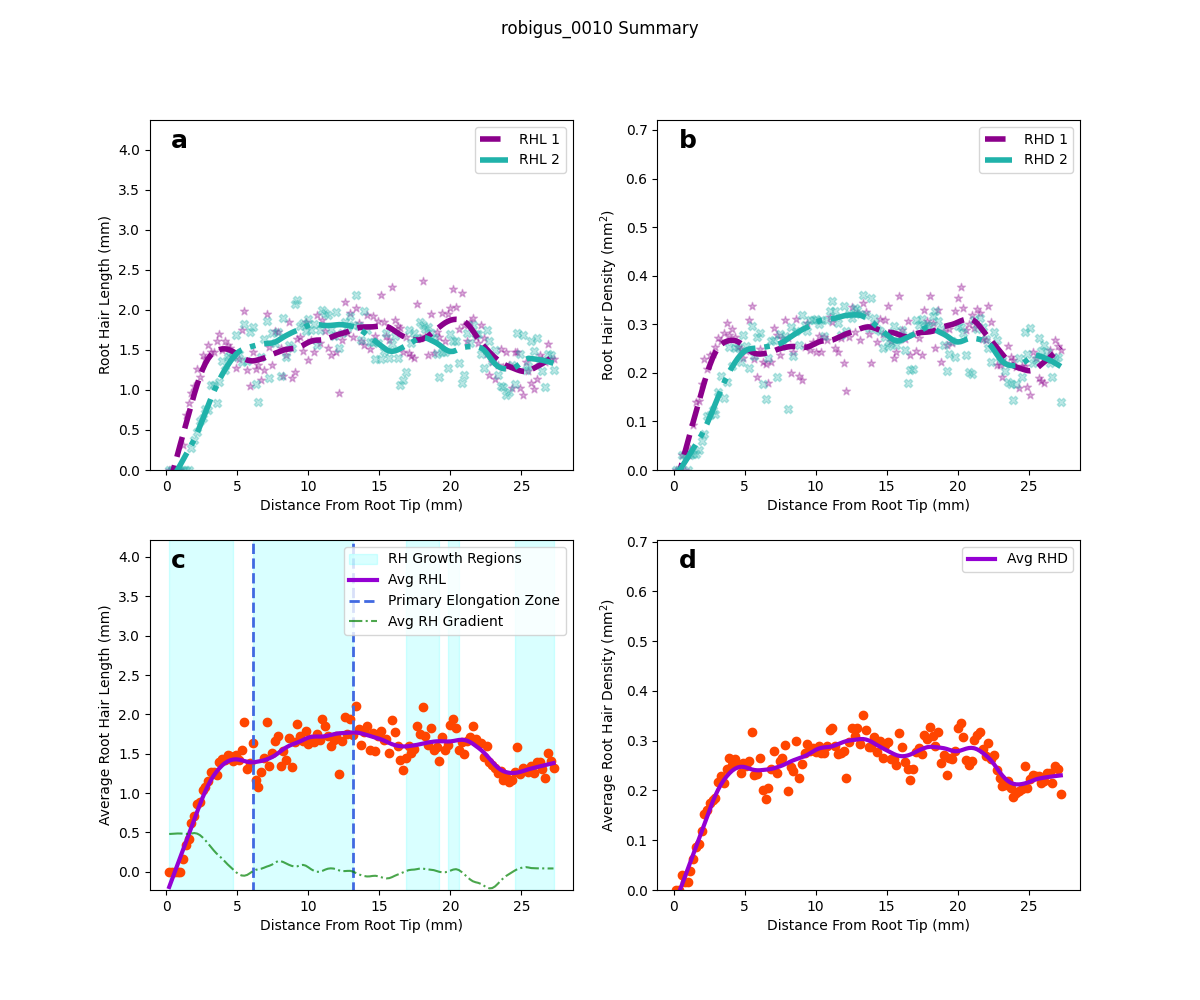 robigus_0010 Summary
a
RHL 1
RHL 2
4.0
3.5
3.0
2.5
2.0
1.5
1.0
0.5
0.0
Root Hair Length (mm)
0 5 10 15 20 25
Distance From Root Tip (mm)
b
RHD 1
RHD 2
0.7
0.6
0.5
0.4
0.3
0.2
0.1
0.0
Root Hair Density (mm²)
0 5 10 15 20 25
Distance From Root Tip (mm)
c
RH Growth Regions
Avg RHL
Primary Elongation Zone
Avg RH Gradient
4.0
3.5
3.0
2.5
2.0
1.5
1.0
0.5
0.0
Average Root Hair Length (mm)
0 5 10 15 20 25
Distance From Root Tip (mm)
d
Avg RHD
0.7
0.6
0.5
0.4
0.3
0.2
0.1
0.0
Average Root Hair Density (mm²)
0 5 10 15 20 25
Distance From Root Tip (mm)